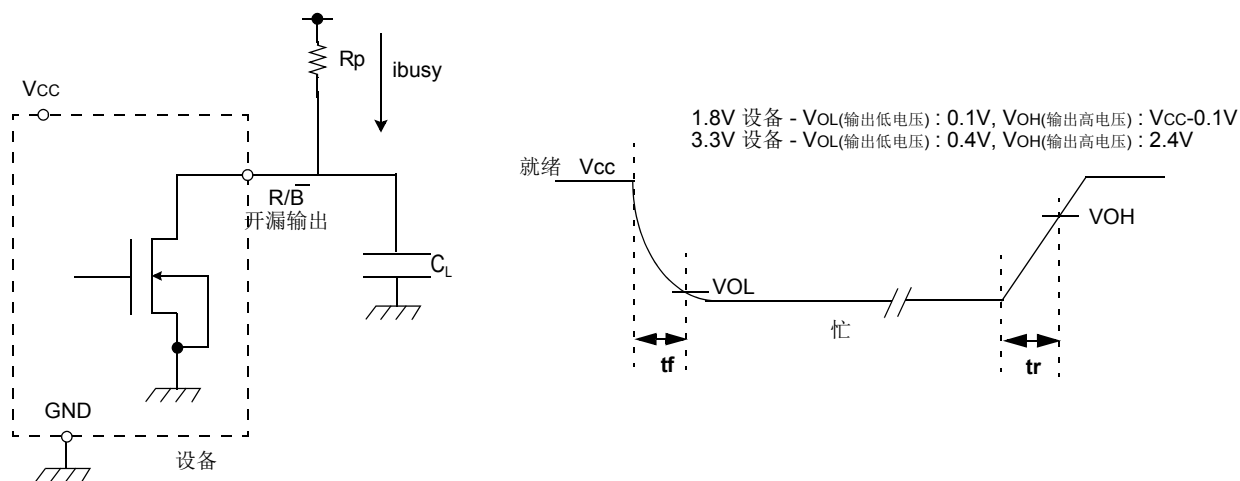 Rp
ibusy
VCC
R/B̅
开漏输出
CL
GND
设备
1.8V 设备 - VOL(输出低电压) : 0.1V, VOH(输出高电压) : VCC-0.1V
3.3V 设备 - VOL(输出低电压) : 0.4V, VOH(输出高电压) : 2.4V
就绪 Vcc
VOH
VOL
忙
tf
tr